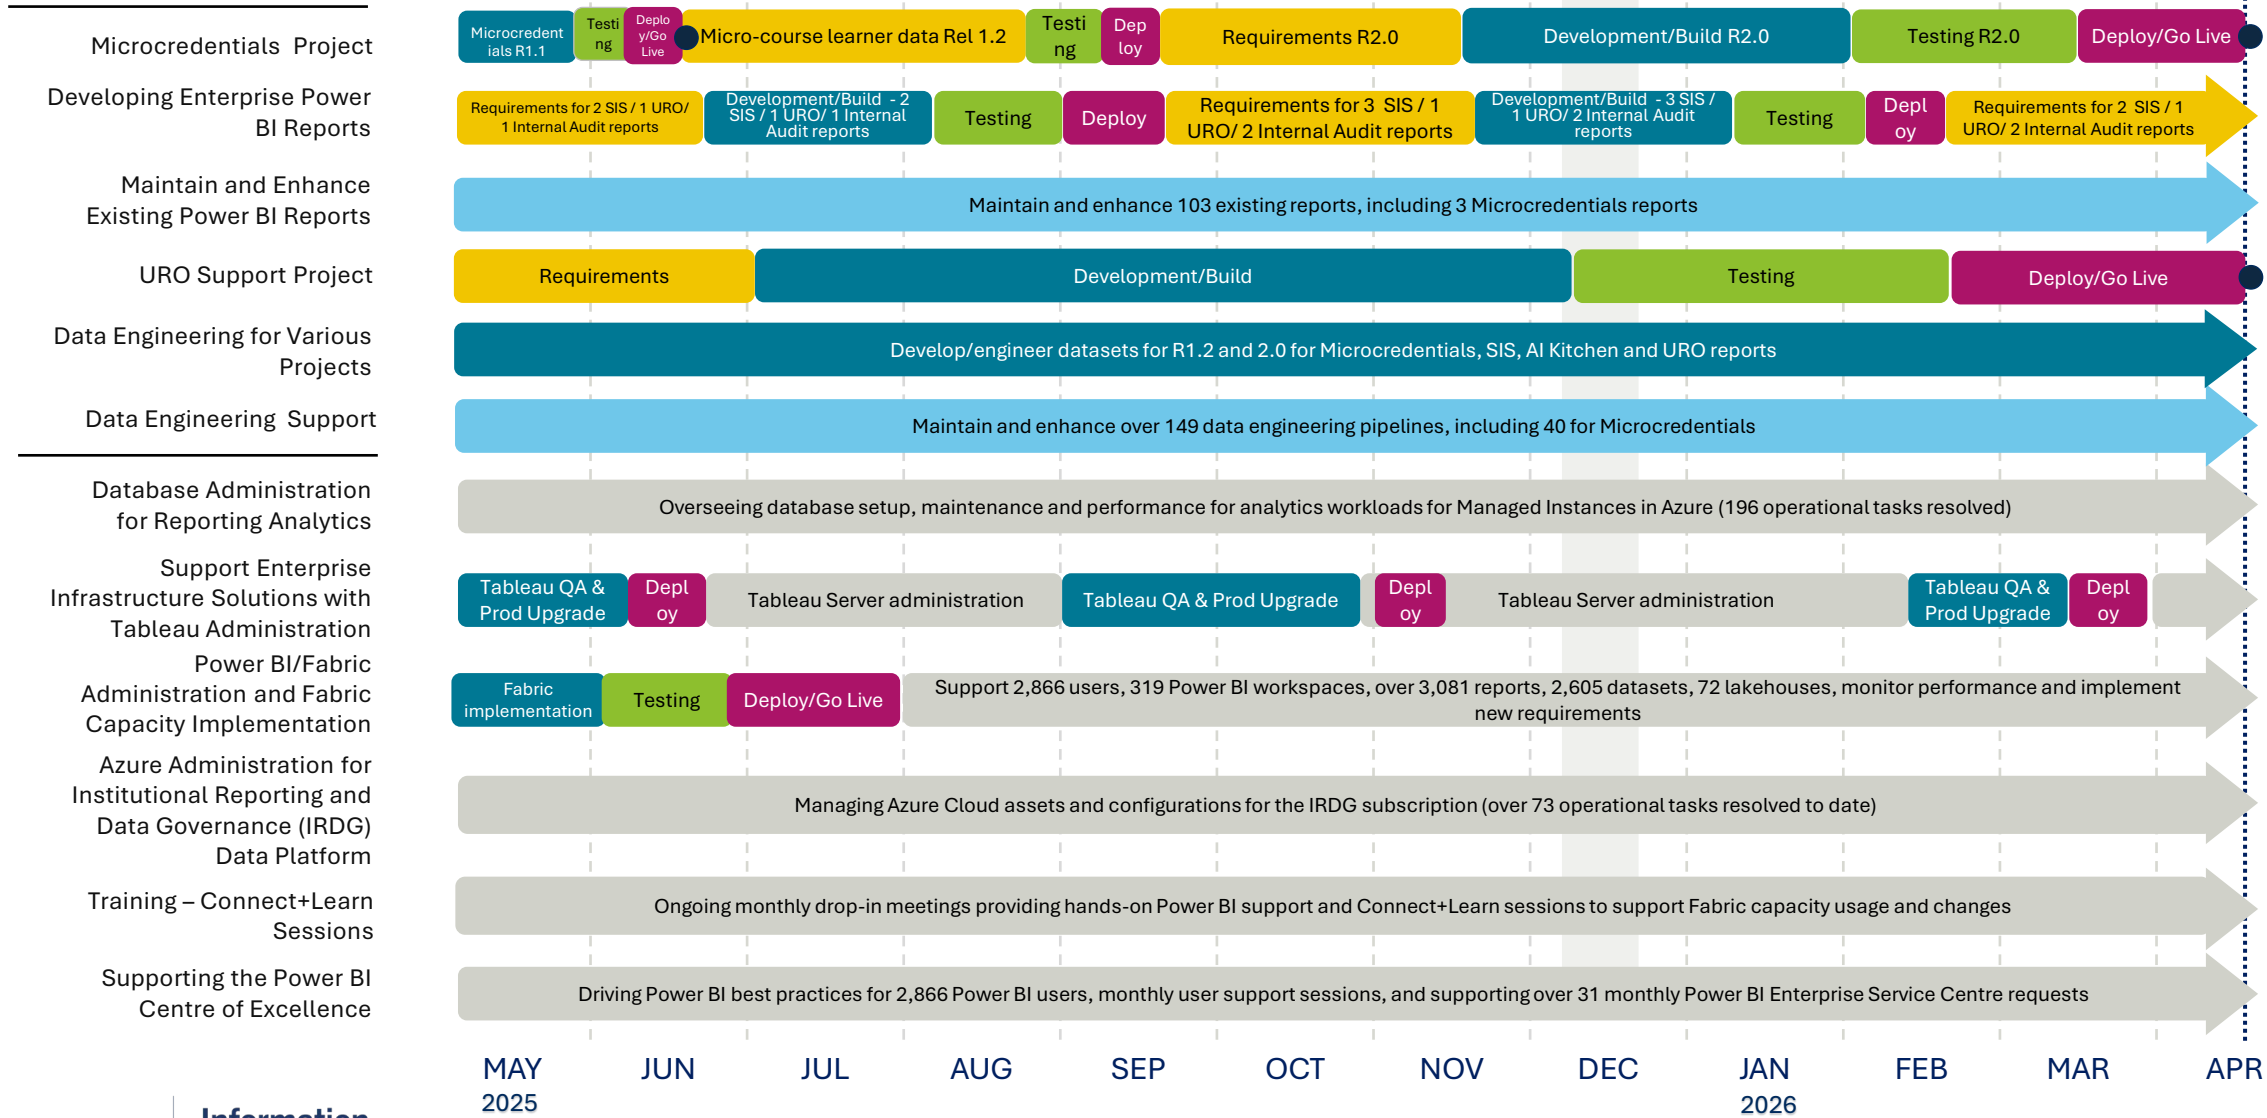 Microcredentials Project
Microcredent
ials R1.1
Testi
ng
Deplo
y/Go
Live
Micro-course learner data Rel 1.2
Testi
ng
Dep
loy
Requirements R2.0
Development/Build R2.0
Testing R2.0
Deploy/Go Live
Developing Enterprise Power
BI Reports
Requirements for 2 SIS / 1 URO/
1 Internal Audit reports
Development/Build - 2
SIS / 1 URO/ 1 Internal
Audit reports
Testing
Deploy
Requirements for 3 SIS / 1
URO/ 2 Internal Audit reports
Development/Build - 3 SIS /
1 URO/ 2 Internal Audit
reports
Testing
Depl
oy
Requirements for 2 SIS / 1
URO/ 2 Internal Audit reports
Maintain and Enhance
Existing Power BI Reports
Maintain and enhance 103 existing reports, including 3 Microcredentials reports
URO Support Project
Requirements
Development/Build
Testing
Deploy/Go Live
Data Engineering for Various
Projects
Develop/engineer datasets for R1.2 and 2.0 for Microcredentials, SIS, AI Kitchen and URO reports
Data Engineering Support
Maintain and enhance over 149 data engineering pipelines, including 40 for Microcredentials
Database Administration
for Reporting Analytics
Overseeing database setup, maintenance and performance for analytics workloads for Managed Instances in Azure (196 operational tasks resolved)
Support Enterprise
Infrastructure Solutions with
Tableau Administration
Tableau QA &
Prod Upgrade
Depl
oy
Tableau Server administration
Tableau QA & Prod Upgrade
Depl
oy
Tableau Server administration
Tableau QA &
Prod Upgrade
Depl
oy
Power BI/Fabric
Administration and Fabric
Capacity Implementation
Fabric
implementation
Testing
Deploy/Go Live
Support 2,866 users, 319 Power BI workspaces, over 3,081 reports, 2,605 datasets, 72 lakehouses, monitor performance and implement
new requirements
Azure Administration for
Institutional Reporting and
Data Governance (IRDG)
Data Platform
Managing Azure Cloud assets and configurations for the IRDG subscription (over 73 operational tasks resolved to date)
Training – Connect+Learn
Sessions
Ongoing monthly drop-in meetings providing hands-on Power BI support and Connect+Learn sessions to support Fabric capacity usage and changes
Supporting the Power BI
Centre of Excellence
Driving Power BI best practices for 2,866 Power BI users, monthly user support sessions, and supporting over 31 monthly Power BI Enterprise Service Centre requests
MAY JUN JUL AUG SEP OCT NOV DEC JAN FEB MAR APR
2025 2026
Information